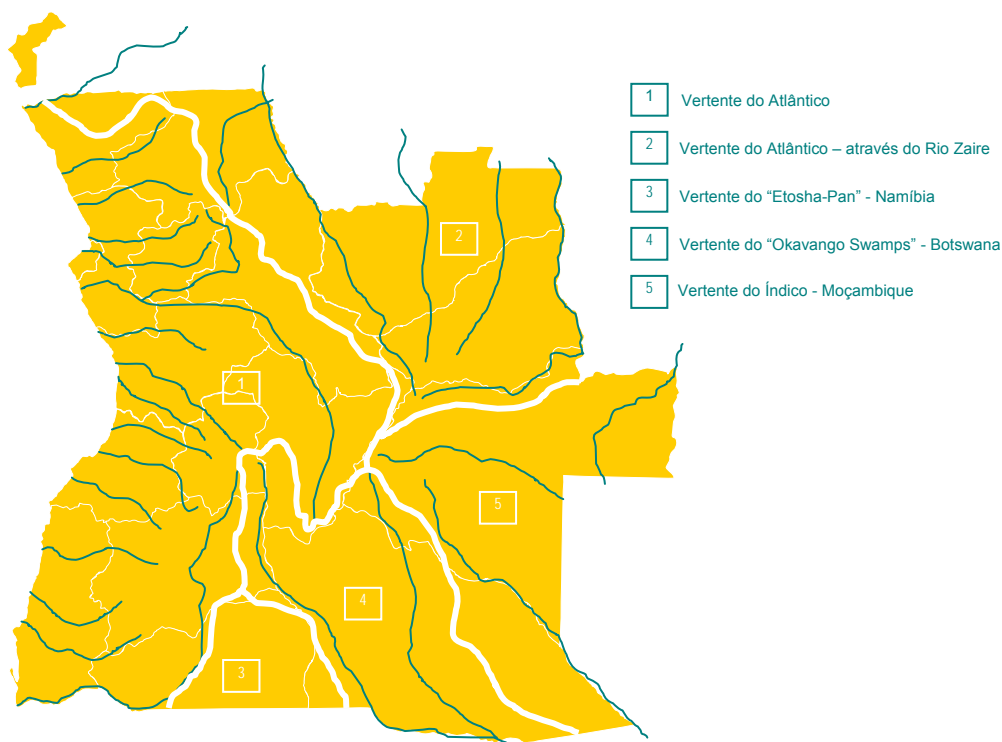 1 Vertente do Atlântico
2 Vertente do Atlântico – através do Rio Zaire
3 Vertente do “Etosha-Pan” - Namíbia
4 Vertente do “Okavango Swamps” - Botswana
5 Vertente do Índico - Moçambique
2
1
5
4
3